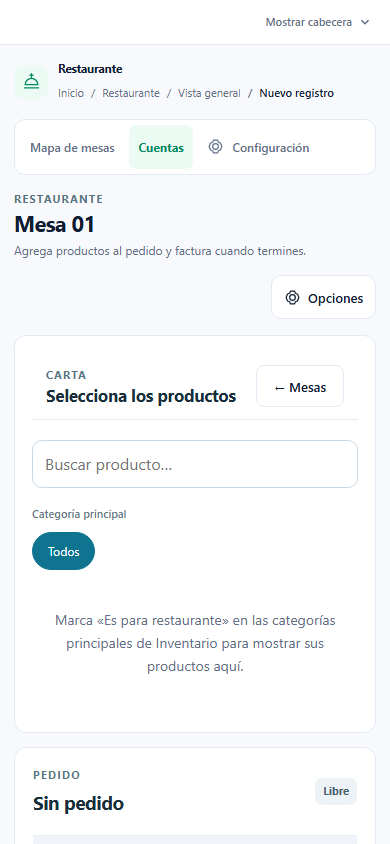 Mostrar cabecera
Restaurante
Inicio / Restaurante / Vista general / Nuevo registro
Mapa de mesas Cuentas Configuración
RESTAURANTE
Mesa 01
Agrega productos al pedido y factura cuando termines.
Opciones
CARTA
Selecciona los productos
← Mesas
Buscar producto...
Categoría principal
Todos
Marca «Es para restaurante» en las categorías
principales de Inventario para mostrar sus
productos aquí.
PEDIDO
Sin pedido
Libre